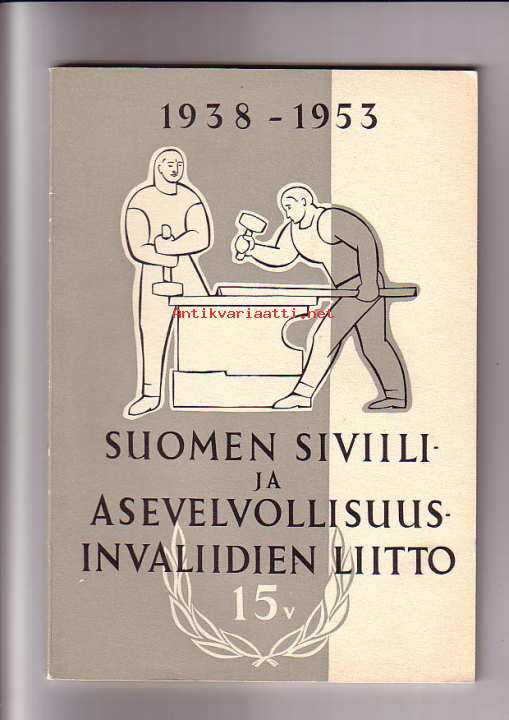 1938 - 1953
Antikvariaatti.net
SUOMEN SIVIILI-
JA
ASEVELVOLLISUUS-
INVALIIDIEN LIITTO
15v